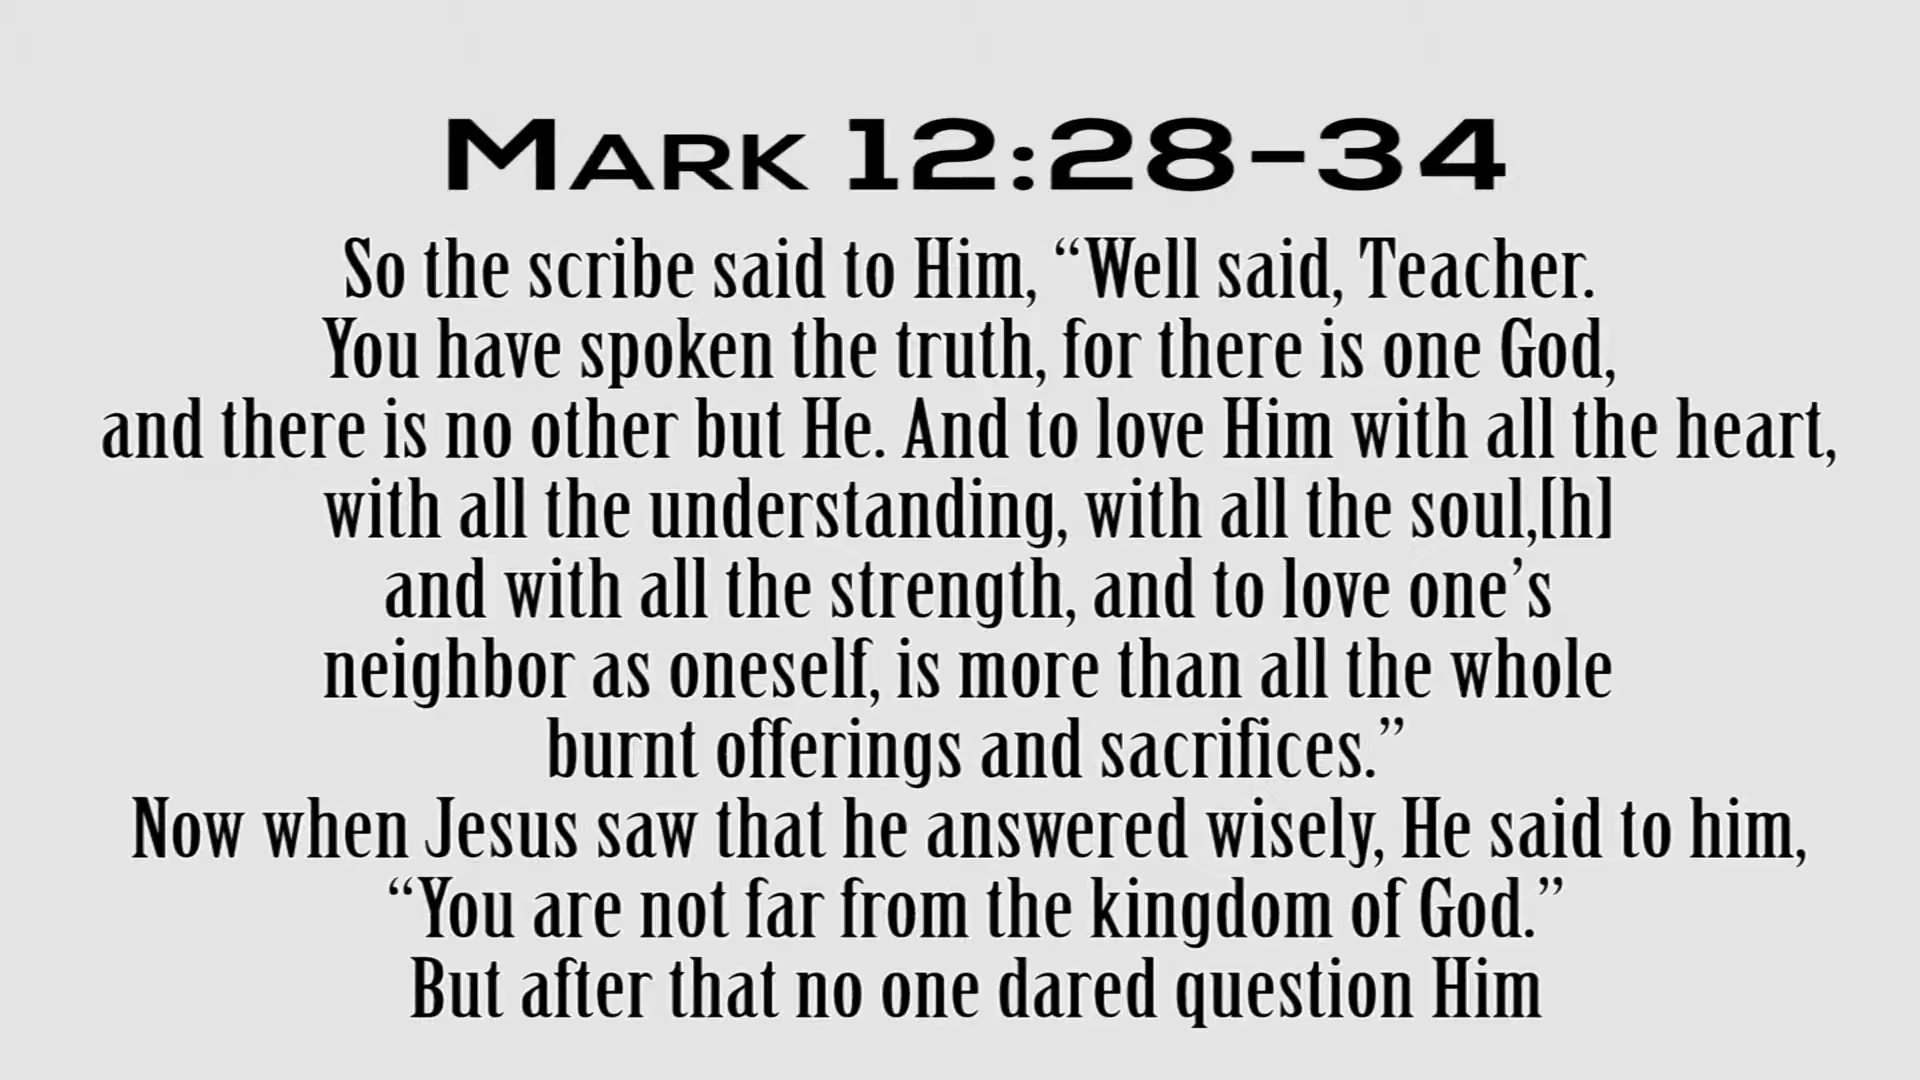 Mark 12:28-34
So the scribe said to Him, “Well said, Teacher.
You have spoken the truth, for there is one God,
and there is no other but He. And to love Him with all the heart,
with all the understanding, with all the soul,[h]
and with all the strength, and to love one’s
neighbor as oneself, is more than all the whole
burnt offerings and sacrifices.”
Now when Jesus saw that he answered wisely, He said to him,
“You are not far from the kingdom of God.”
But after that no one dared question Him